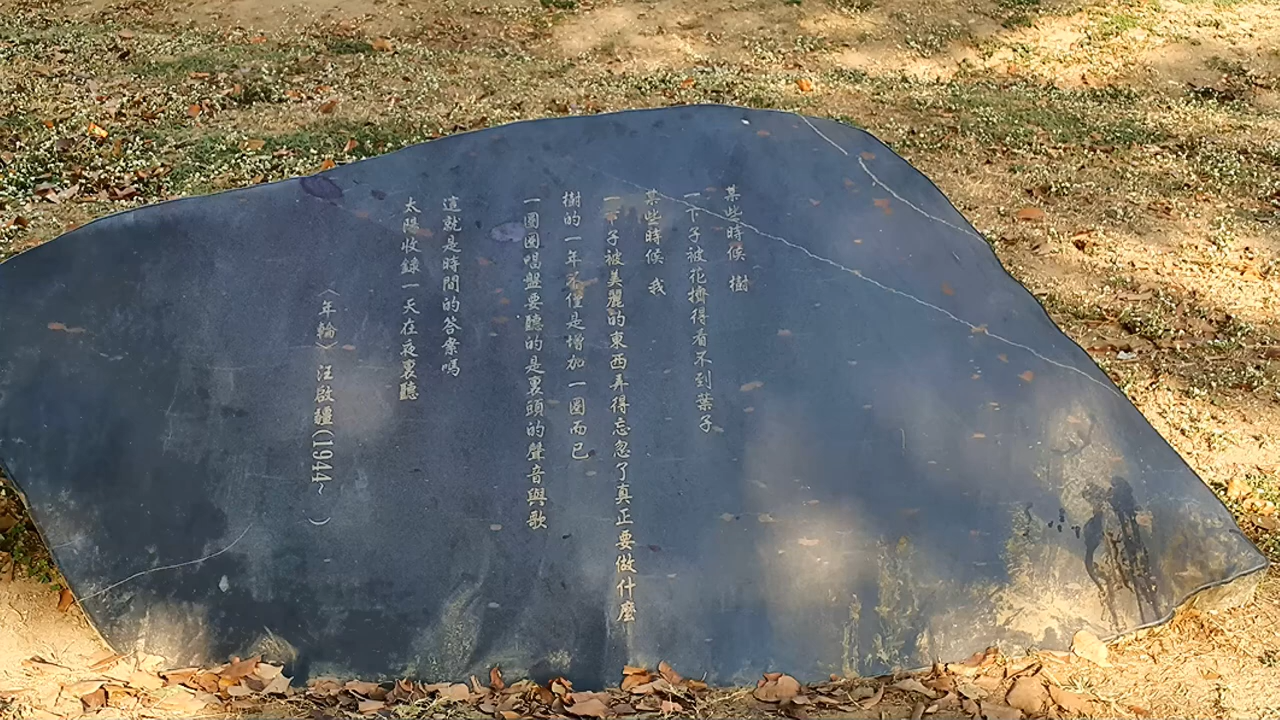 某些時候 樹
一下子被花擠得看不到葉子
某些時候 我
一下子被美麗的東西弄得忘忽了真正要做什麼
樹的一年不僅是增加一圈而已
一圈圈唱盤要聽的是裏頭的聲音與歌
這就是時間的答案嗎
太陽收錄一天在夜裏聽
〈年輪〉汪啟疆(1944~ )